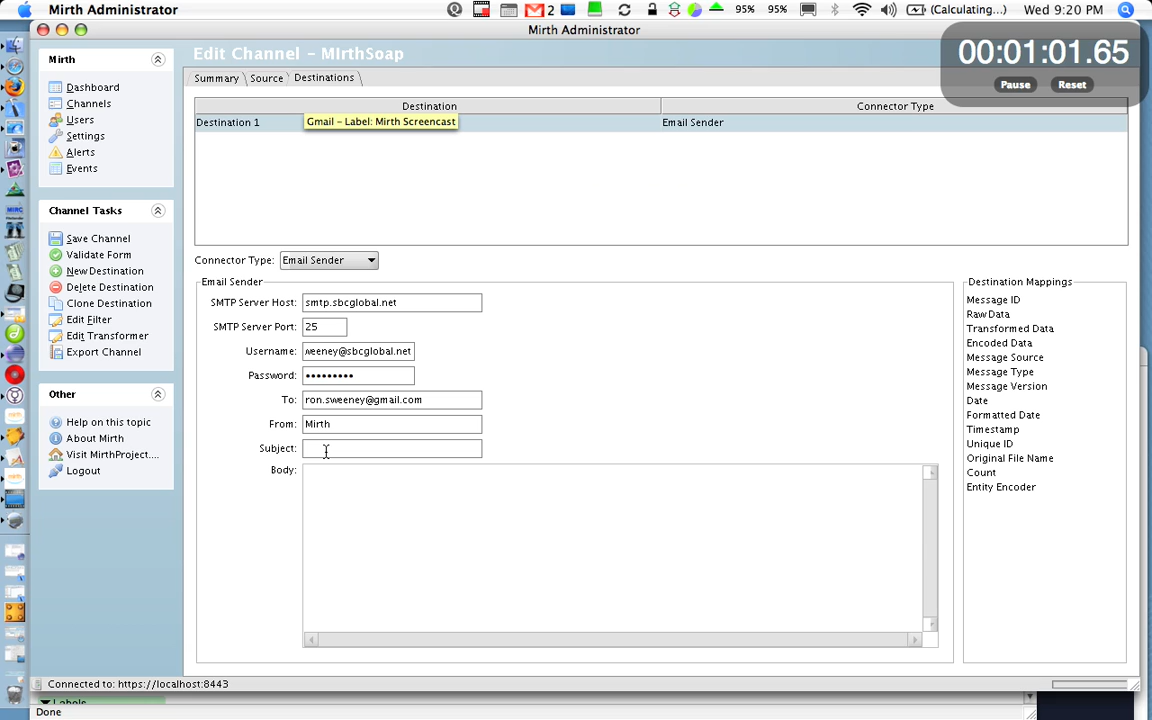 Mirth Administrator
2
95%
95%
(Calculating...)
Wed 9:20 PM
Mirth Administrator
00:01:01.65
Pause
Reset
Mirth
Dashboard
Channels
Users
Settings
Alerts
Events
Channel Tasks
Save Channel
Validate Form
New Destination
Delete Destination
Clone Destination
Edit Filter
Edit Transformer
Export Channel
Other
Help on this topic
About Mirth
Visit MirthProject....
Logout
Edit Channel - MIrthSoap
Summary
Source
Destinations
Destination
Connector Type
Destination 1
Gmail – Label: Mirth Screencast
Email Sender
Connector Type:
Email Sender
Email Sender
SMTP Server Host:
smtp.sbcglobal.net
SMTP Server Port:
25
Username:
weeney@sbcglobal.net
Password:
•••••••••
To:
ron.sweeney@gmail.com
From:
Mirth
Subject:
Body:
Destination Mappings
Message ID
Raw Data
Transformed Data
Encoded Data
Message Source
Message Type
Message Version
Date
Formatted Date
Timestamp
Unique ID
Original File Name
Count
Entity Encoder
Connected to: https://localhost:8443
Labels
Done